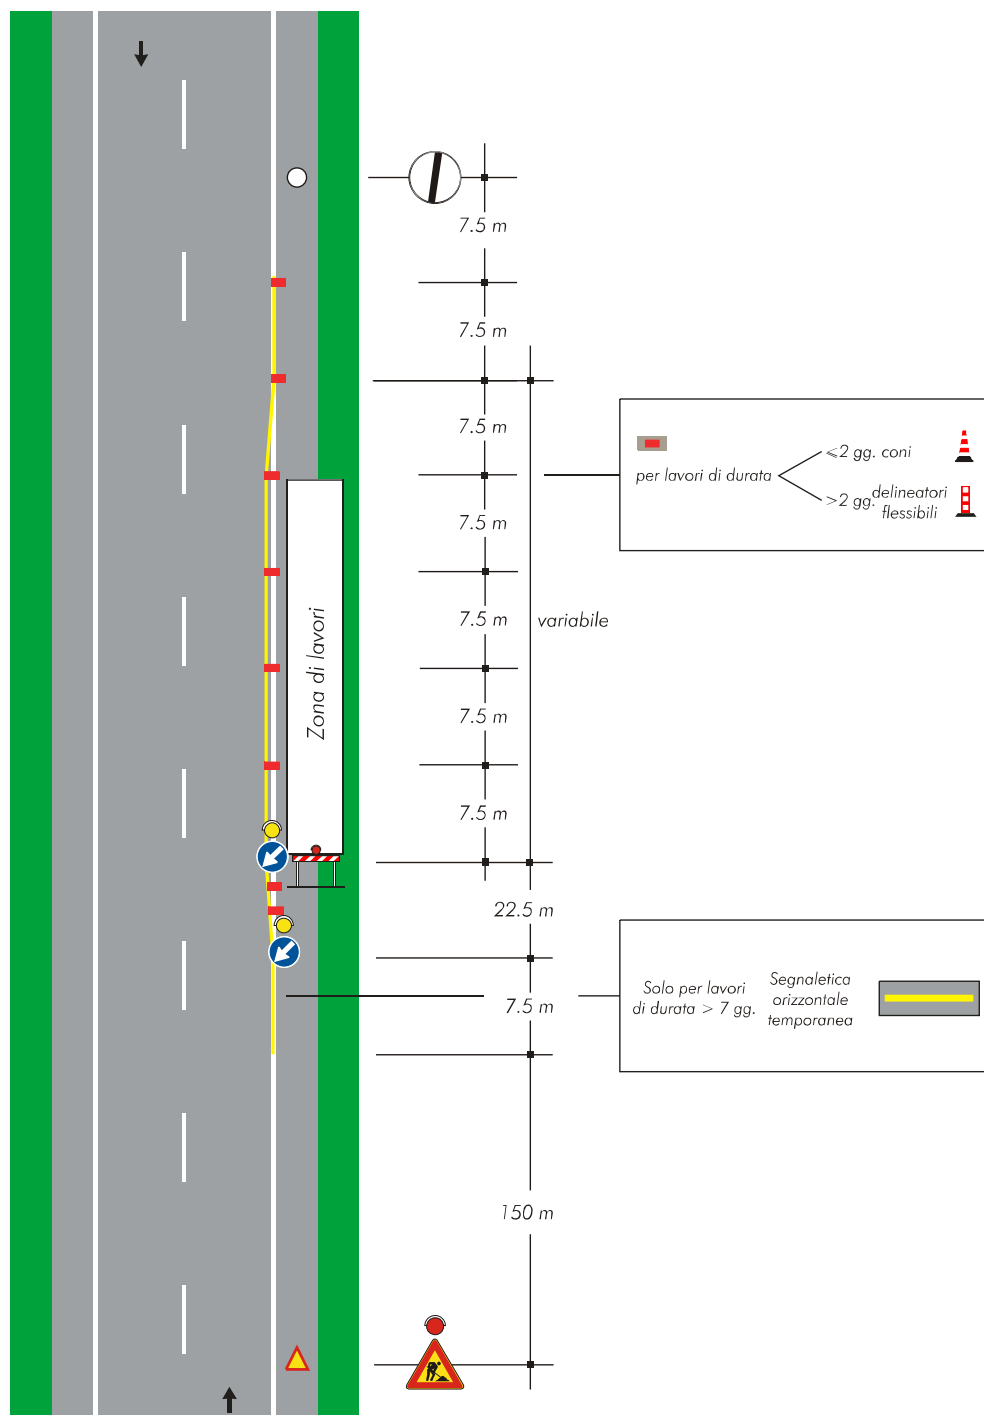 7.5 m
7.5 m
7.5 m
⩽2 gg. coni
per lavori di durata
>2 gg. delineatori
flessibili
7.5 m
7.5 m
variabile
Zona di lavori
7.5 m
7.5 m
22.5 m
Solo per lavori
di durata > 7 gg.
Segnaletica
orizzontale
temporanea
7.5 m
150 m